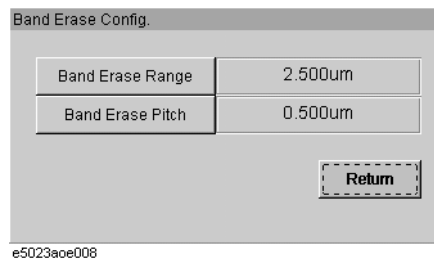 Band Erase Config.
Band Erase Range 2.500um
Band Erase Pitch 0.500um
Return
e5023aoe008